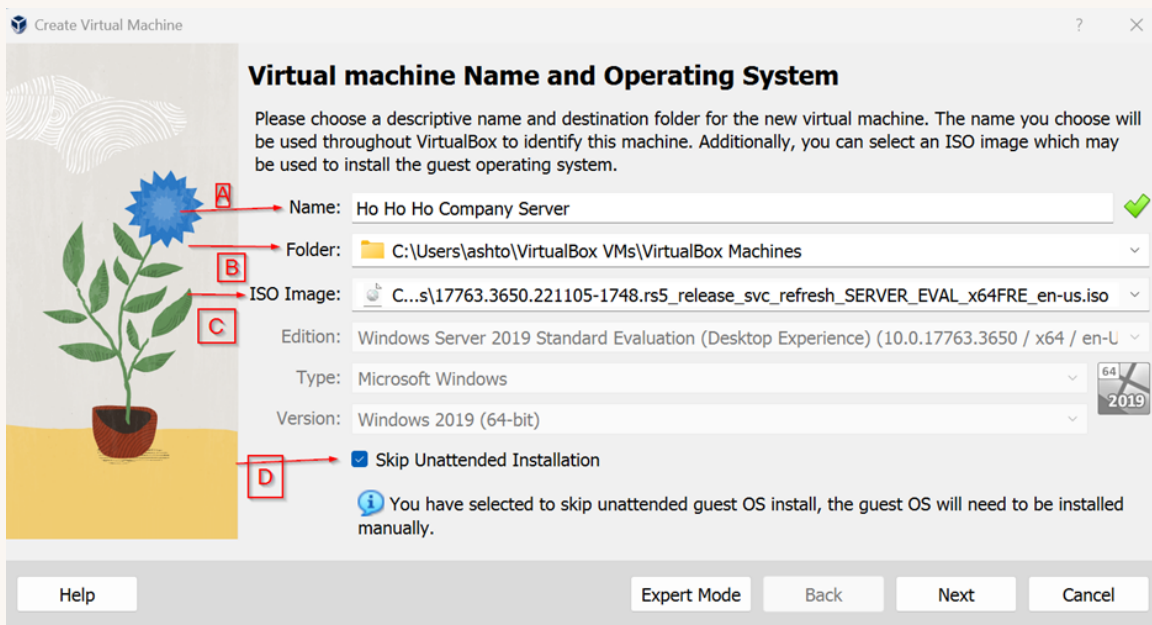 Create Virtual Machine
?
Virtual machine Name and Operating System
Please choose a descriptive name and destination folder for the new virtual machine. The name you choose will
be used throughout VirtualBox to identify this machine. Additionally, you can select an ISO image which may
be used to install the guest operating system.
A
Name: Ho Ho Ho Company Server
Folder: C:\Users\ashto\VirtualBox VMs\VirtualBox Machines
B
ISO Image: C...s\17763.3650.221105-1748.rs5_release_svc_refresh_SERVER_EVAL_x64FRE_en-us.iso
C
Edition: Windows Server 2019 Standard Evaluation (Desktop Experience) (10.0.17763.3650 / x64 / en-U
Type: Microsoft Windows
64
2019
Version: Windows 2019 (64-bit)
D
Skip Unattended Installation
You have selected to skip unattended guest OS install, the guest OS will need to be installed
manually.
Help Expert Mode Back Next Cancel